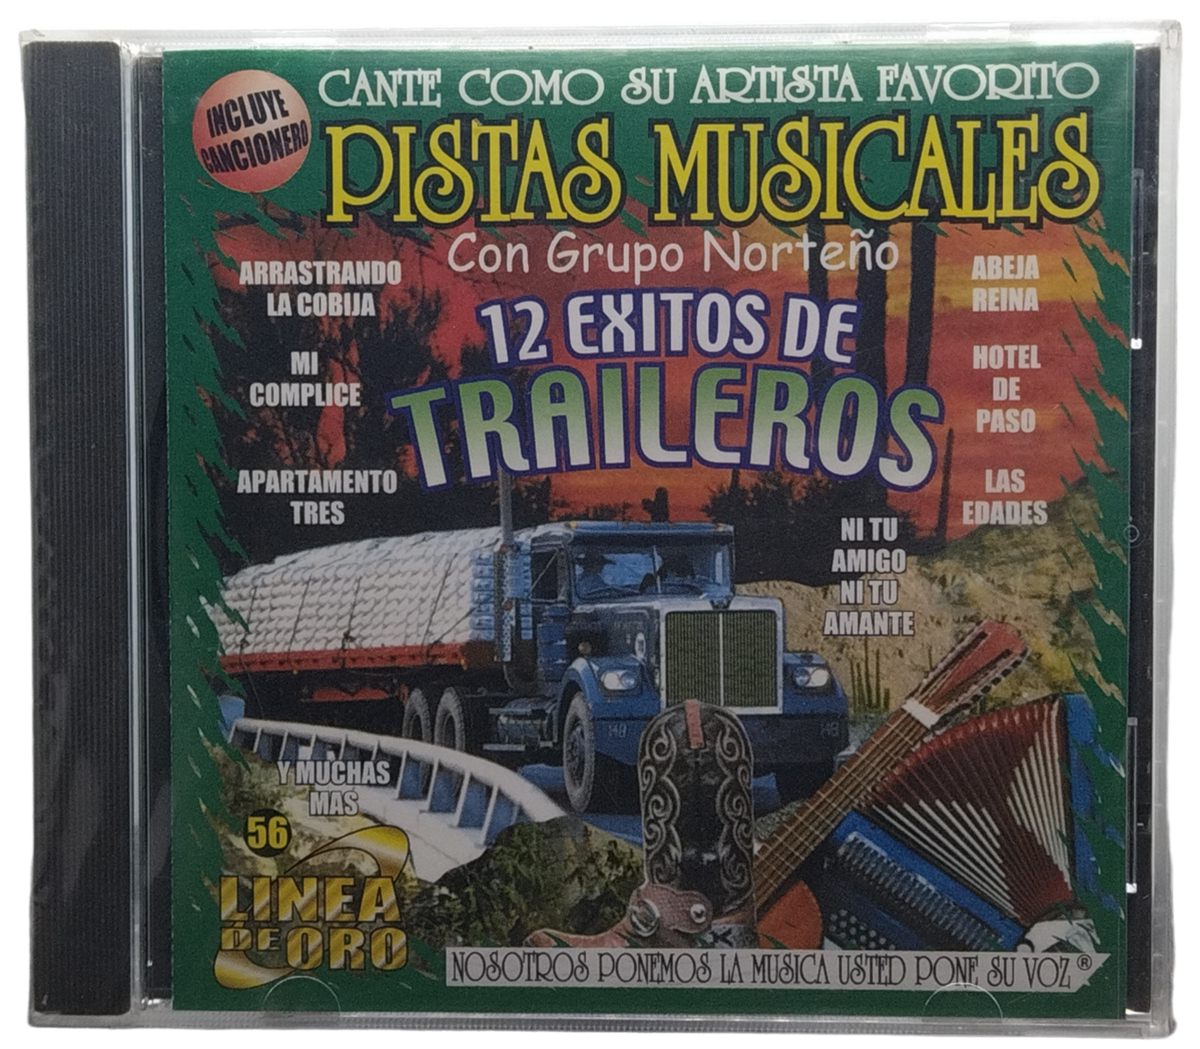 INCLUYE
CANCIONERO
CANTE COMO SU ARTISTA FAVORITO
PISTAS MUSICALES
Con Grupo Norteño
12 EXITOS DE
TRAILEROS
ARRASTRANDO
LA COBIJA
MI
COMPLICE
APARTAMENTO
TRES
ABEJA
REINA
HOTEL
DE
PASO
LAS
EDADES
NI TU
AMIGO
NI TU
AMANTE
Y MUCHAS
MAS
56
LINEA
DE ORO
148
148
NOSOTROS PONEMOS LA MUSICA USTED PONE SU VOZ ®